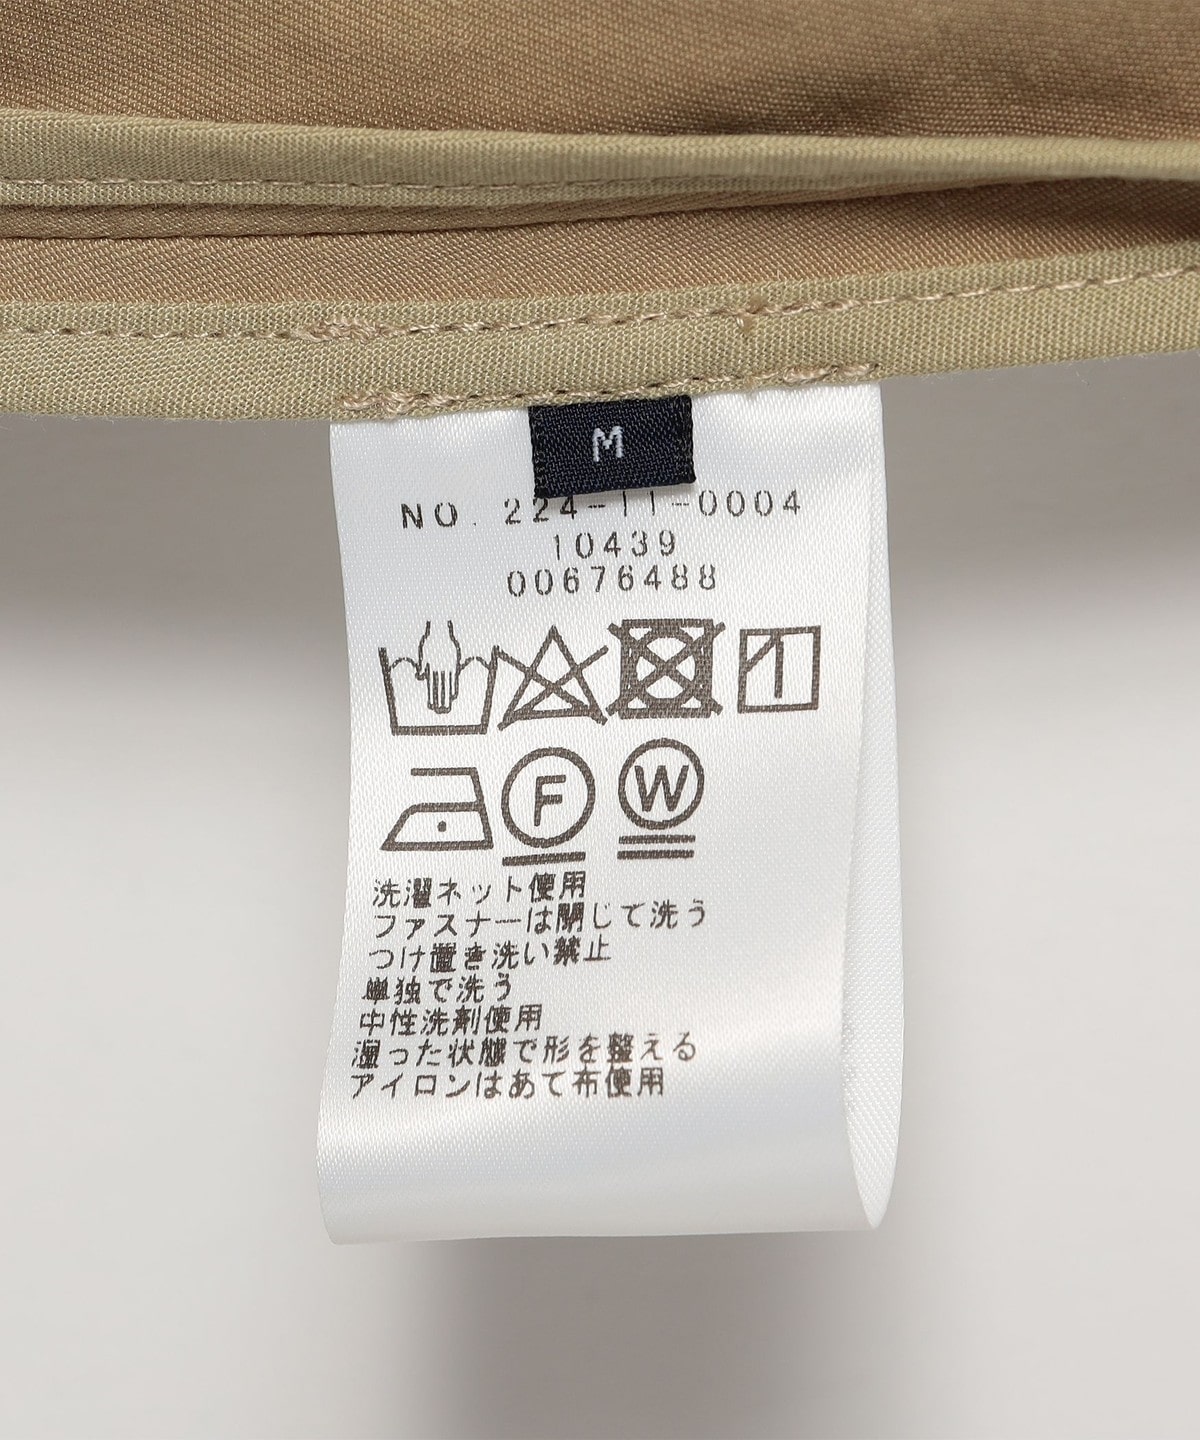 M
NO. 224-11-0004
10439
00676488
F
W
洗濯ネット使用
ファスナーは閉じて洗う
つけ置き洗い禁止
単独で洗う
中性洗剤使用
湿った状態で形を整える
アイロンはあて布使用